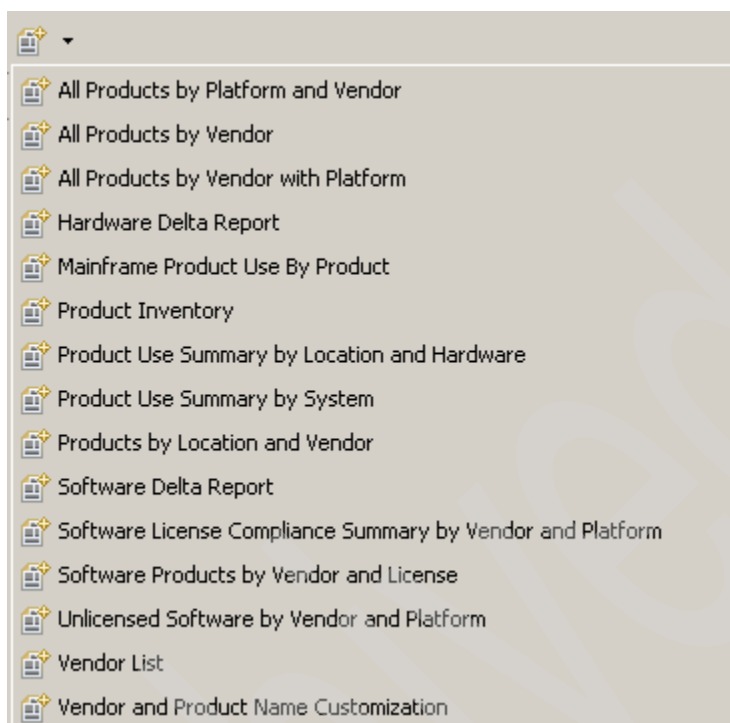 All Products by Platform and Vendor
All Products by Vendor
All Products by Vendor with Platform
Hardware Delta Report
Mainframe Product Use By Product
Product Inventory
Product Use Summary by Location and Hardware
Product Use Summary by System
Products by Location and Vendor
Software Delta Report
Software License Compliance Summary by Vendor and Platform
Software Products by Vendor and License
Unlicensed Software by Vendor and Platform
Vendor List
Vendor and Product Name Customization